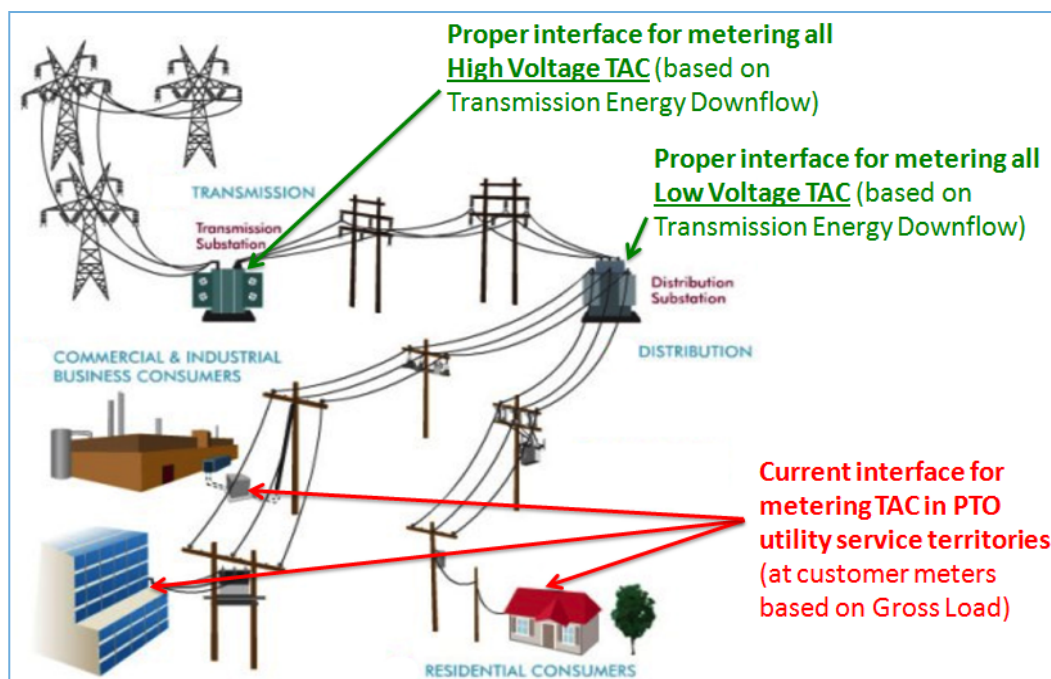 Proper interface for metering all
High Voltage TAC (based on
Transmission Energy Downflow)
Proper interface for metering all
Low Voltage TAC (based on
Transmission Energy Downflow)
TRANSMISSION
Transmission
Substation
Distribution
Substation
DISTRIBUTION
COMMERCIAL & INDUSTRIAL
BUSINESS CONSUMERS
Current interface for
metering TAC in PTO
utility service territories
(at customer meters
based on Gross Load)
RESIDENTIAL CONSUMERS